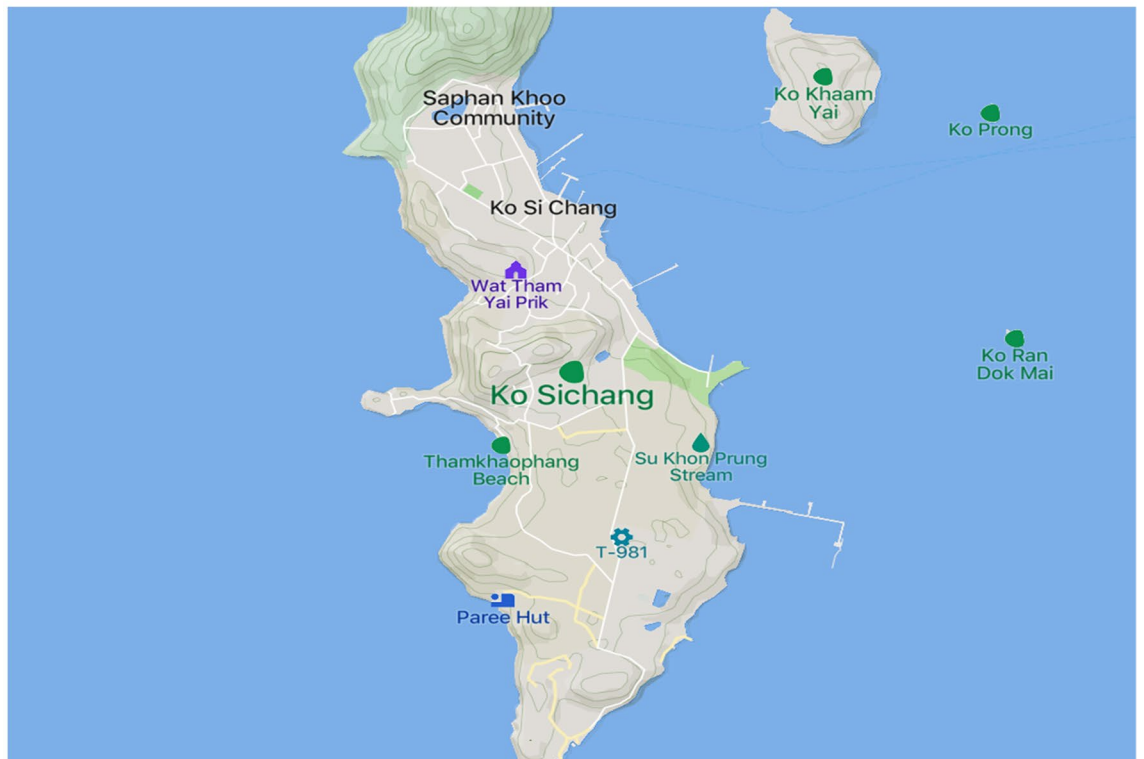 Ko Khaam
Yai
Saphan Khoo
Community
Ko Prong
Ko Si Chang
Wat Tham
Yai Prik
Ko Ran
Dok Mai
Ko Sichang
Thamkhaophang
Beach
Su Khon Prung
Stream
T-981
Paree Hut